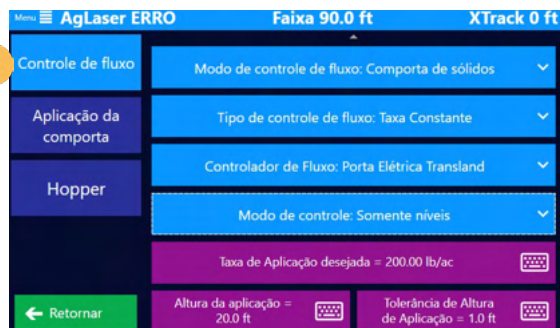 Menu AgLaser ERRO Faixa 90.0 ft XTrack 0 ft
Controle de fluxo
Modo de controle de fluxo: Comporta de sólidos
Aplicação da
comporta
Tipo de controle de fluxo: Taxa Constante
Hopper
Controlador de Fluxo: Porta Elétrica Transland
Modo de controle: Somente níveis
Taxa de Aplicação desejada = 200.00 lb/ac
Retornar
Altura da aplicação =
20.0 ft
Tolerância de Altura
de Aplicação = 1.0 ft